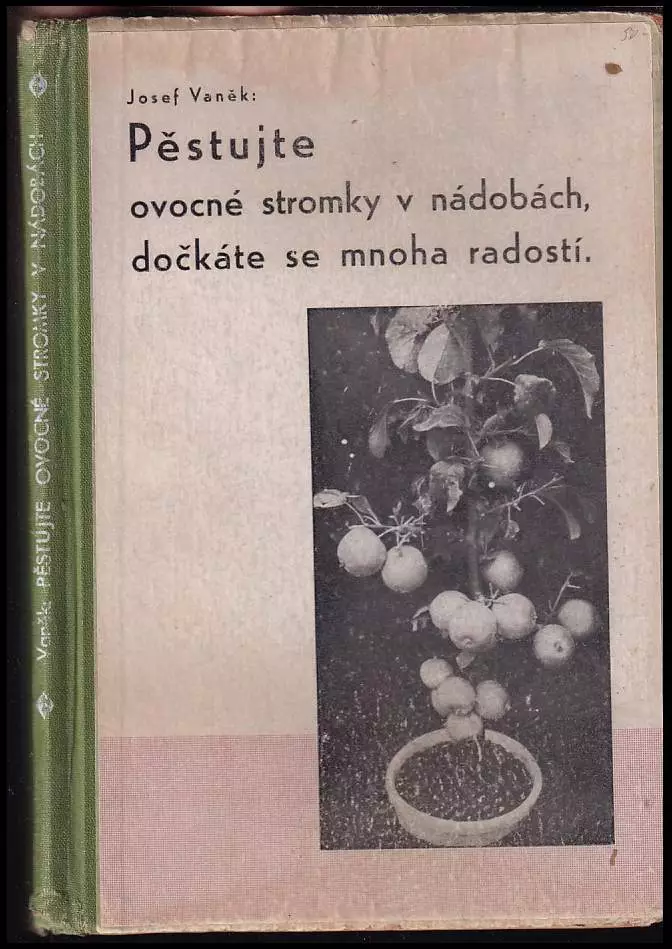 Josef Vaněk:
Pěstujte
ovocné stromky v nádobách,
dočkáte se mnoha radostí.
Vaněk: PĚSTUJTE OVOCNÉ STROMKY V NÁDOBÁCH